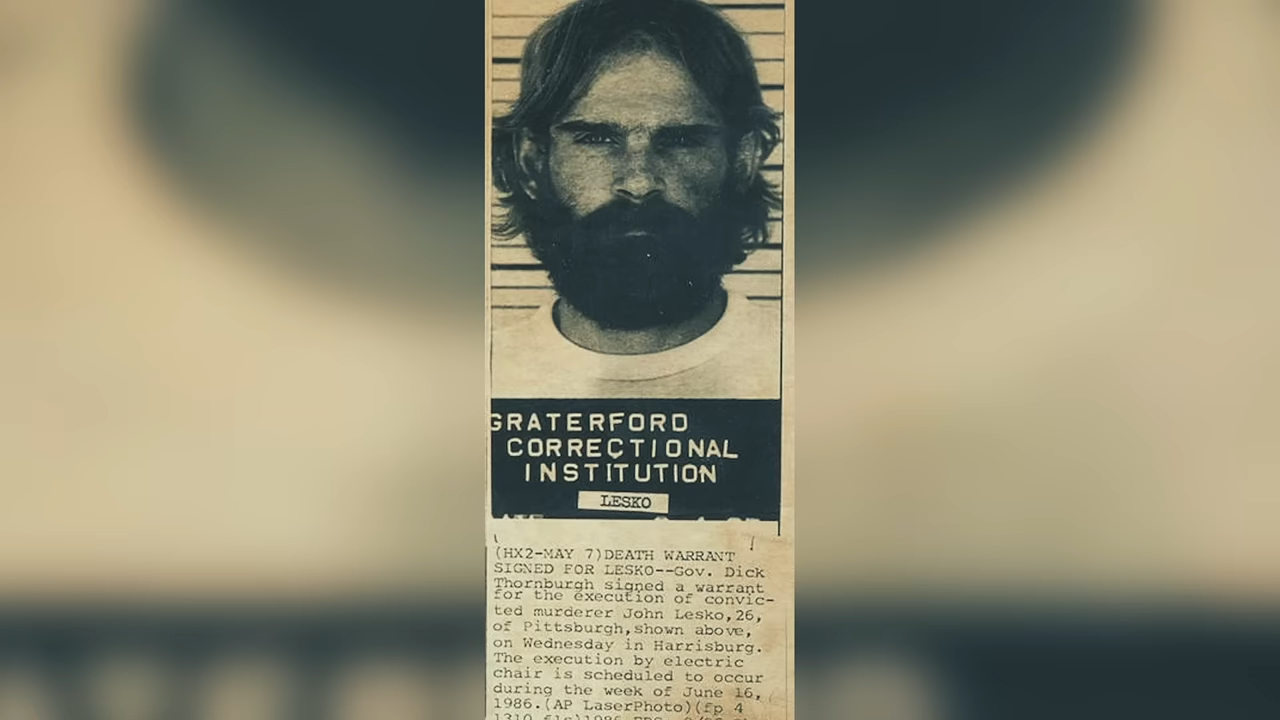 GRATERFORD
CORRECTIONAL
INSTITUTION
LESKO
(HX2-MAY 7)DEATH WARRANT
SIGNED FOR LESKO--Gov. Dick
Thornburgh signed a warrant
for the execution of convic-
ted murderer John Lesko,26,
of Pittsburgh,shown above,
on Wednesday in Harrisburg.
The execution by electric
chair is scheduled to occur
during the week of June 16,
1986.(AP LaserPhoto)(fp 4